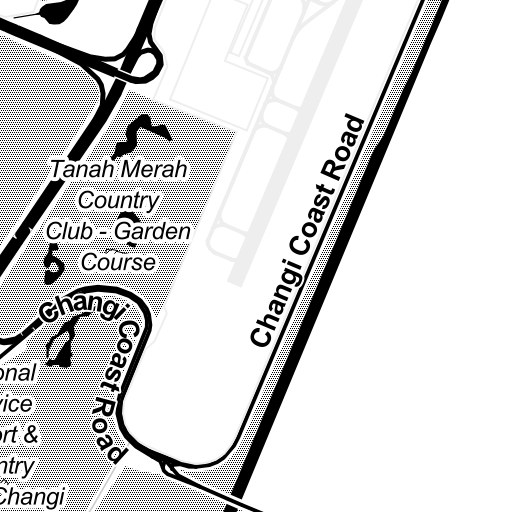 Tanah Merah
Country
Club - Garden
Course
Changi Coast Road
Changi Coast Road
onal
vice
ort &
ntry
Changi